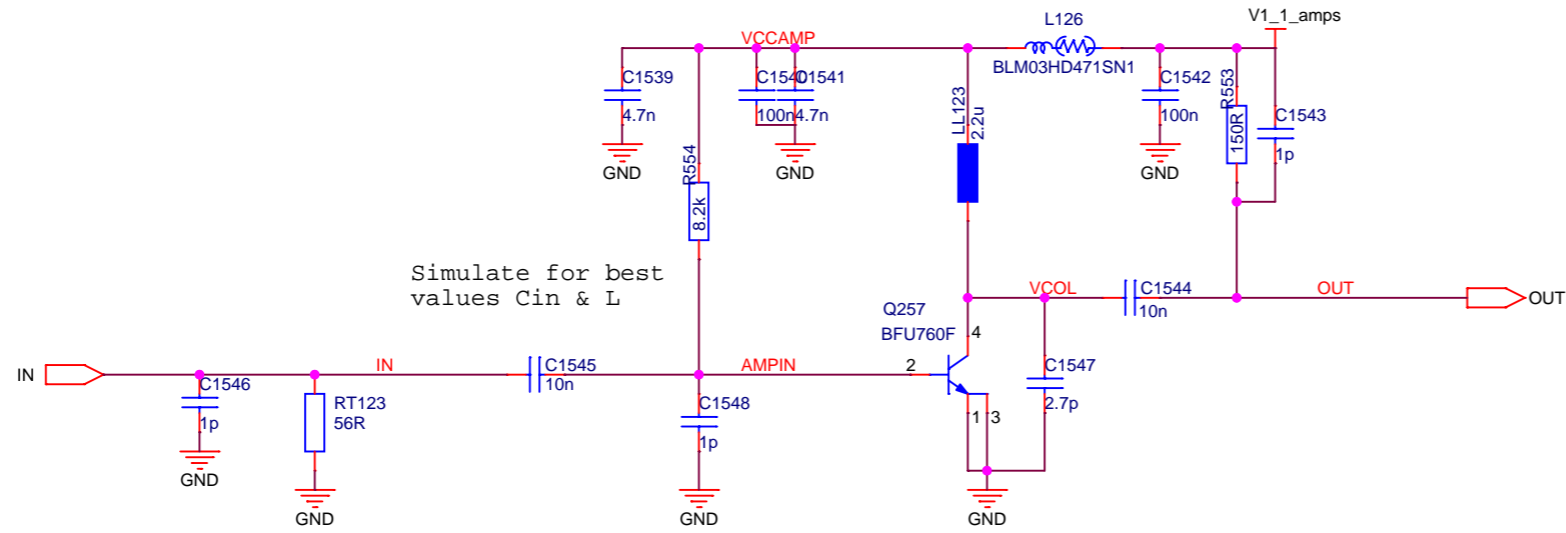 V1_1_amps
L126
BLM03HD471SN1
VCCAMP
C1539
4.7n
GND
C1540
100n
C1541
4.7n
GND
LL123
2.2u
C1542
100n
GND
R553
150R
C1543
1p
R554
8.2k
Simulate for best
values Cin & L
Q257
BFU760F
4
2
1
3
VCOL
C1544
10n
OUT
OUT
IN
IN
C1546
1p
GND
RT123
56R
GND
C1545
10n
AMPIN
C1548
1p
GND
C1547
2.7p
GND